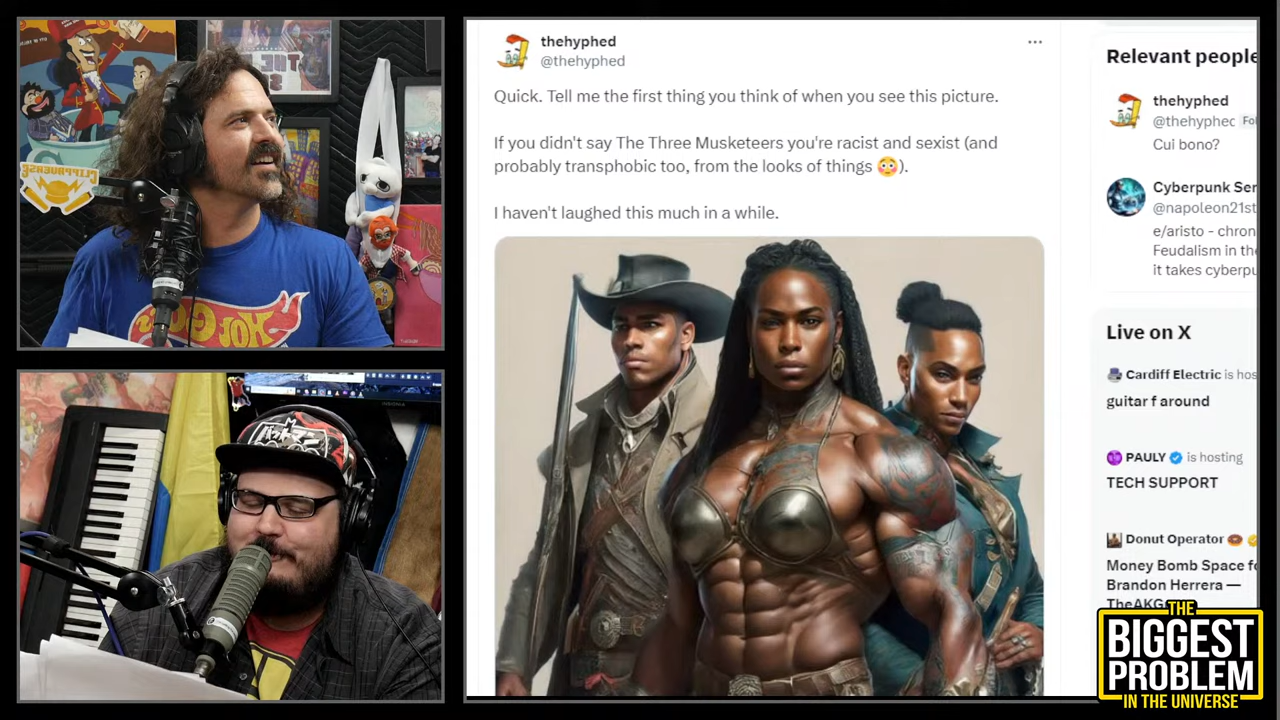 thehyphed
@thehyphed
Quick. Tell me the first thing you think of when you see this picture.
If you didn't say The Three Musketeers you're racist and sexist (and
probably transphobic too, from the looks of things 😳).
I haven't laughed this much in a while.
Relevant people
thehyphed
@thehyphec Fol
Cui bono?
Cyberpunk Ser
@napoleon21st
e/aristo - chron
Feudalism in the
it takes cyberpu
Live on X
Cardiff Electric is hos
guitar f around
PAULY is hosting
TECH SUPPORT
Donut Operator
Money Bomb Space fo
Brandon Herrera —
TheAKG
THE
BIGGEST
PROBLEM
IN THE UNIVERSE